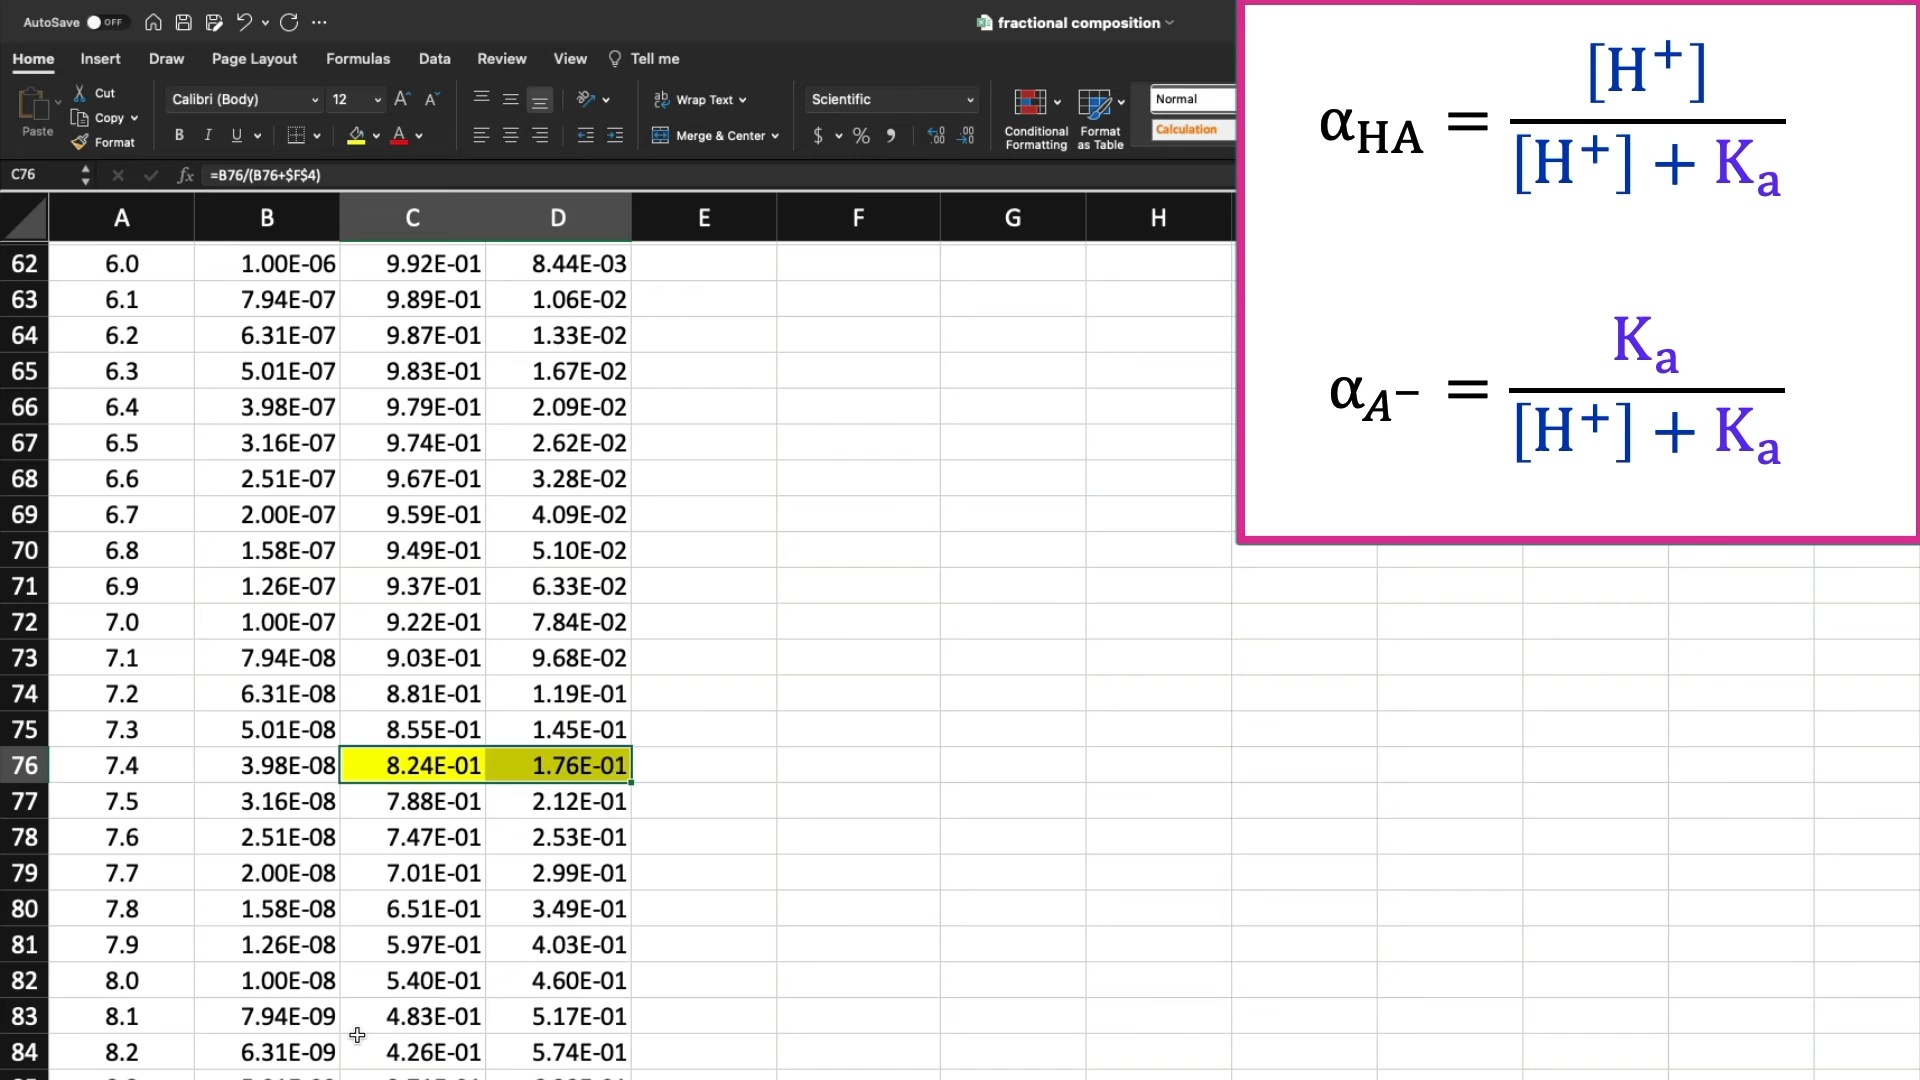 AutoSave OFF
fractional composition
Home Insert Draw Page Layout Formulas Data Review View Tell me
Paste
Cut
Copy
Format
Calibri (Body) 12
Wrap Text
Merge & Center
Scientific
Conditional Formatting
Format as Table
Normal
Calculation
C76 fx =B76/(B76+$F$4)
A B C D E F G H
62 6.0 1.00E-06 9.92E-01 8.44E-03
63 6.1 7.94E-07 9.89E-01 1.06E-02
64 6.2 6.31E-07 9.87E-01 1.33E-02
65 6.3 5.01E-07 9.83E-01 1.67E-02
66 6.4 3.98E-07 9.79E-01 2.09E-02
67 6.5 3.16E-07 9.74E-01 2.62E-02
68 6.6 2.51E-07 9.67E-01 3.28E-02
69 6.7 2.00E-07 9.59E-01 4.09E-02
70 6.8 1.58E-07 9.49E-01 5.10E-02
71 6.9 1.26E-07 9.37E-01 6.33E-02
72 7.0 1.00E-07 9.22E-01 7.84E-02
73 7.1 7.94E-08 9.03E-01 9.68E-02
74 7.2 6.31E-08 8.81E-01 1.19E-01
75 7.3 5.01E-08 8.55E-01 1.45E-01
76 7.4 3.98E-08 8.24E-01 1.76E-01
77 7.5 3.16E-08 7.88E-01 2.12E-01
78 7.6 2.51E-08 7.47E-01 2.53E-01
79 7.7 2.00E-08 7.01E-01 2.99E-01
80 7.8 1.58E-08 6.51E-01 3.49E-01
81 7.9 1.26E-08 5.97E-01 4.03E-01
82 8.0 1.00E-08 5.40E-01 4.60E-01
83 8.1 7.94E-09 4.83E-01 5.17E-01
84 8.2 6.31E-09 4.26E-01 5.74E-01
[H⁺]
α_HA =
[H⁺] + Kₐ
Kₐ
α_A⁻ =
[H⁺] + Kₐ